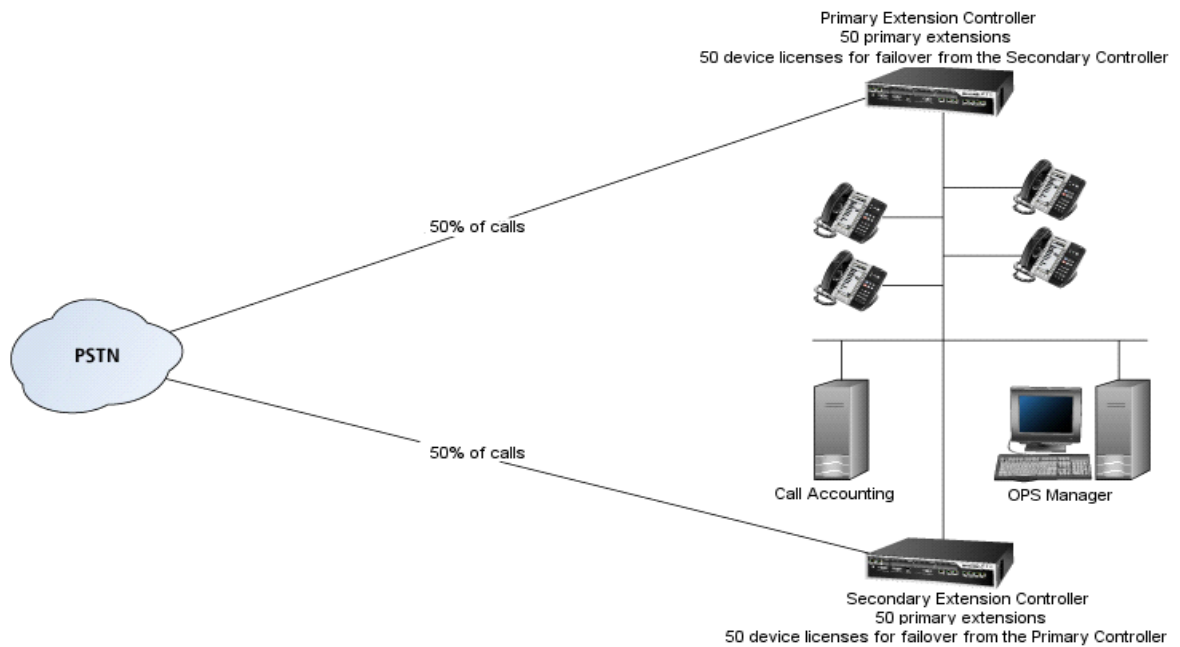 Primary Extension Controller
50 primary extensions
50 device licenses for failover from the Secondary Controller
50% of calls
PSTN
50% of calls
Call Accounting
OPS Manager
Secondary Extension Controller
50 primary extensions
50 device licenses for failover from the Primary Controller